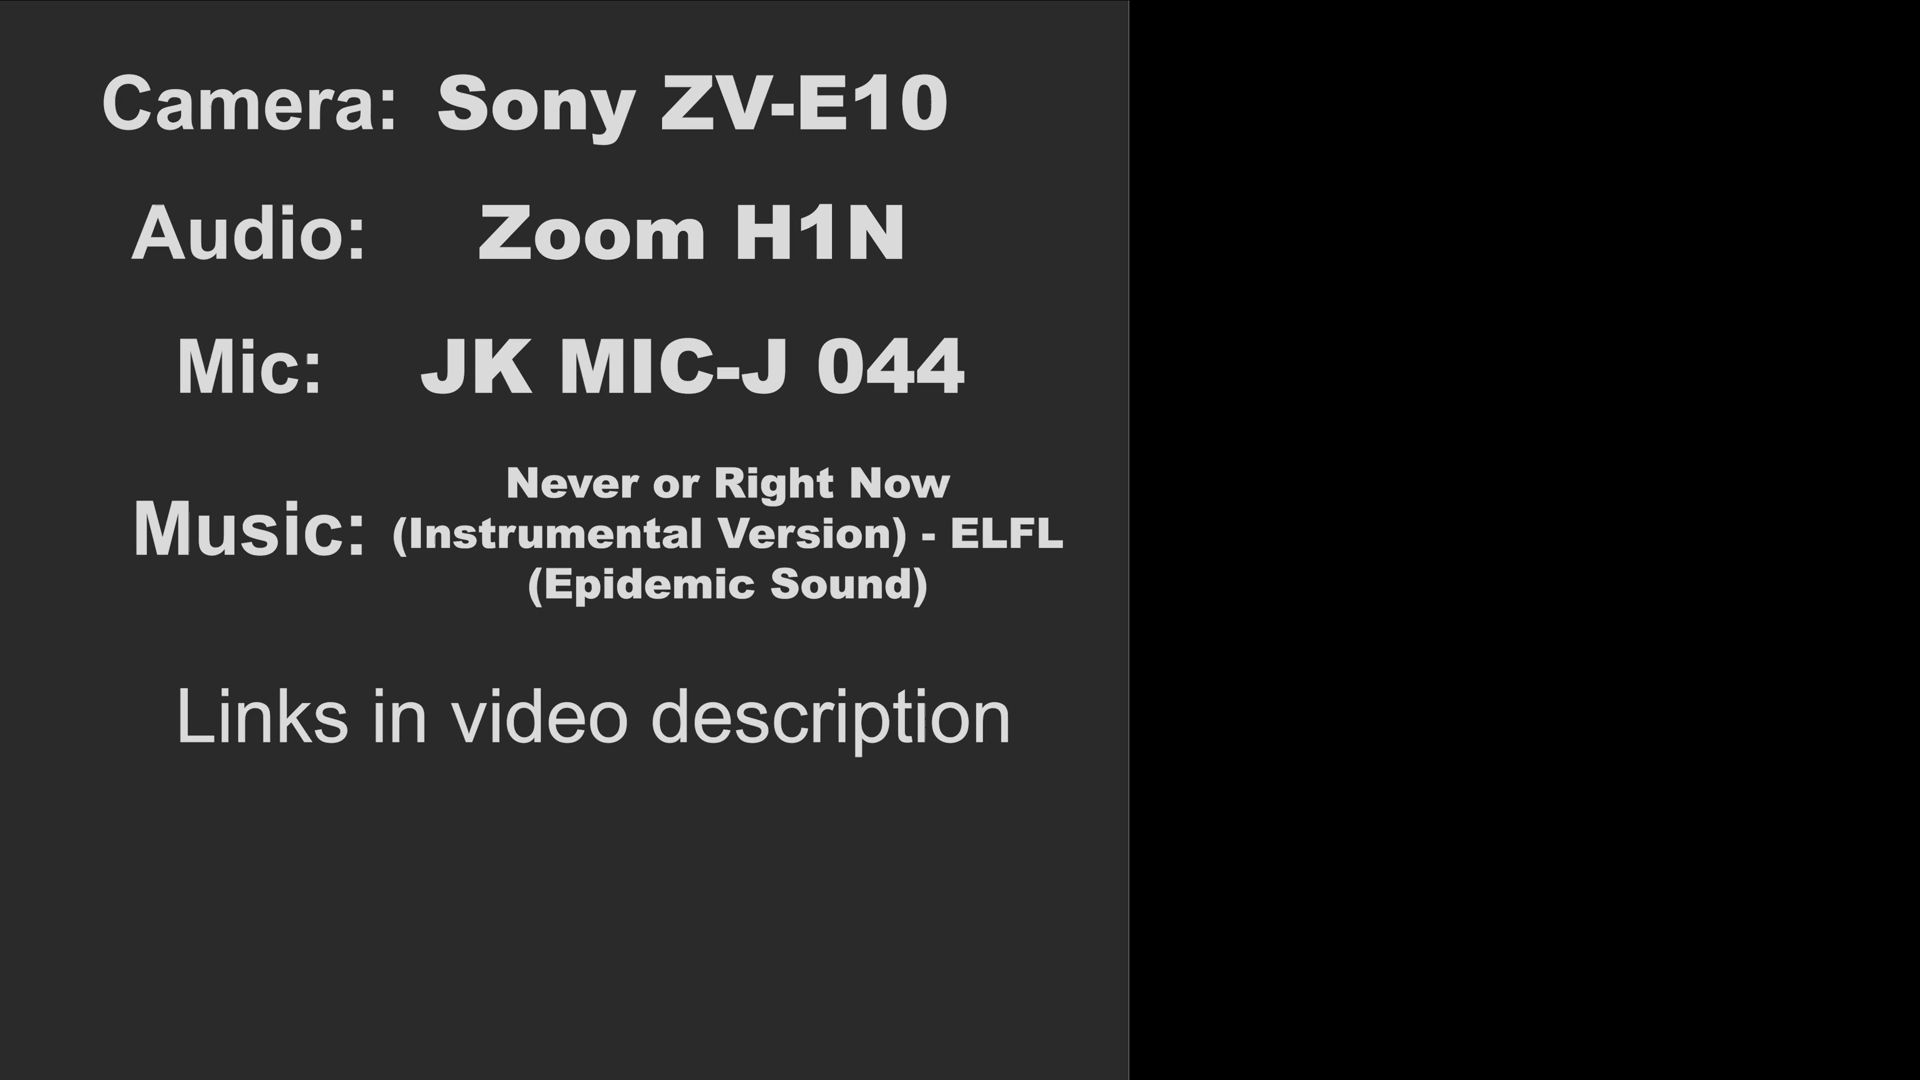 Camera: Sony ZV-E10
Audio: Zoom H1N
Mic: JK MIC-J 044
Music: Never or Right Now
(Instrumental Version) - ELFL
(Epidemic Sound)
Links in video description